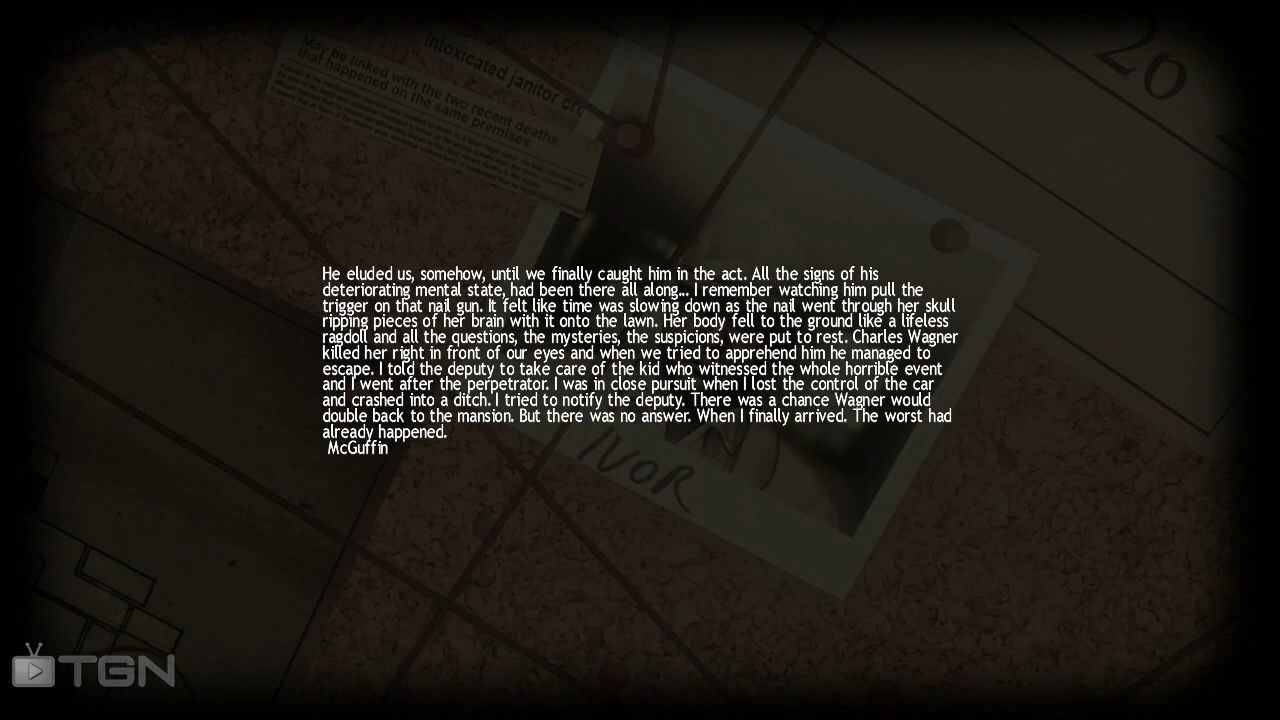 Intoxicated janitor
May be linked with the two recent deaths
that happened on the same premises
20
He eluded us, somehow, until we finally caught him in the act. All the signs of his
deteriorating mental state, had been there all along... I remember watching him pull the
trigger on that nail gun. It felt like time was slowing down as the nail went through her skull
ripping pieces of her brain with it onto the lawn. Her body fell to the ground like a lifeless
ragdoll and all the questions, the mysteries, the suspicions, were put to rest. Charles Wagner
killed her right in front of our eyes and when we tried to apprehend him he managed to
escape. I told the deputy to take care of the kid who witnessed the whole horrible event
and I went after the perpetrator. I was in close pursuit when I lost the control of the car
and crashed into a ditch. I tried to notify the deputy. There was a chance Wagner would
double back to the mansion. But there was no answer. When I finally arrived. The worst had
already happened.
McGuffin
IVOR
TGN